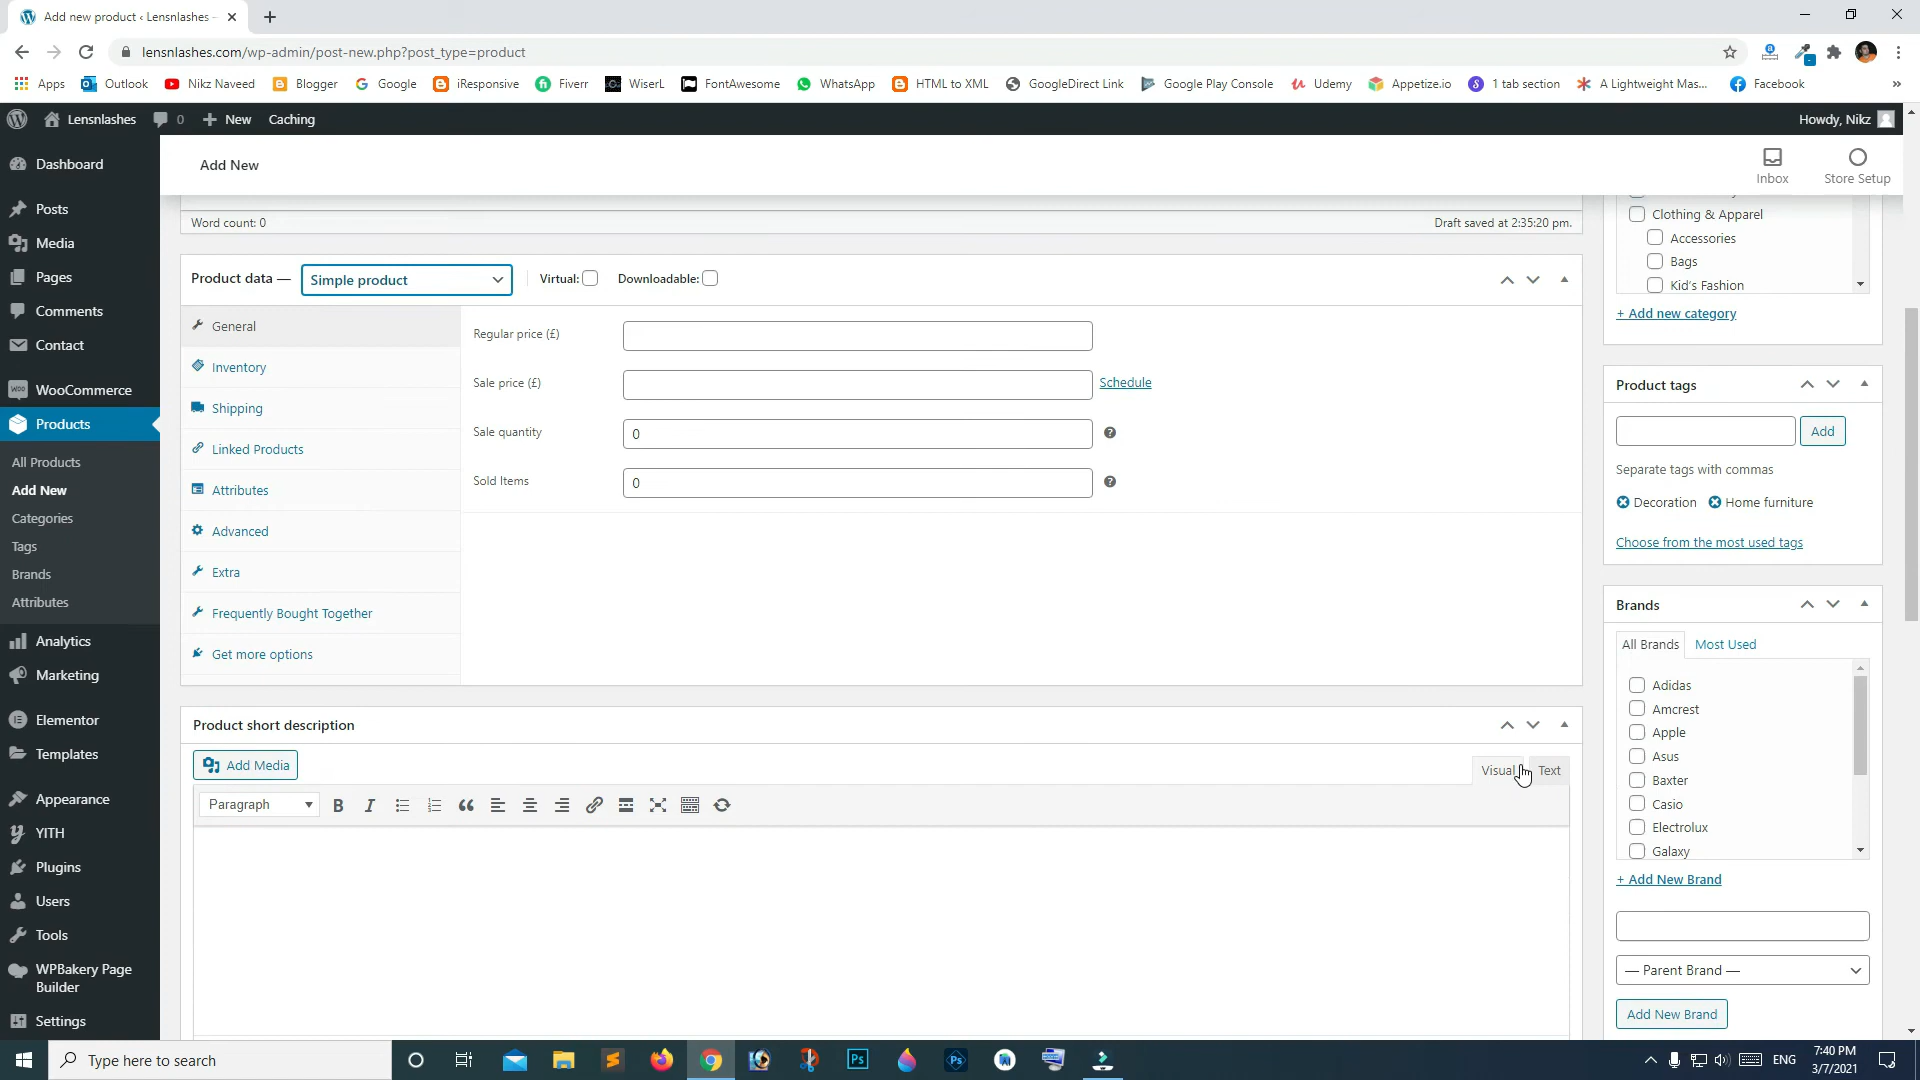 Add new product ‹ Lensnlashes –
lensnlashes.com/wp-admin/post-new.php?post_type=product
Apps Outlook Nikz Naveed Blogger Google iResponsive Fiverr WiserL FontAwesome WhatsApp HTML to XML GoogleDirect Link Google Play Console Udemy Appetize.io 1 tab section A Lightweight Mas... Facebook »
Lensnlashes 0 New Caching Howdy, Nikz
Dashboard
Posts
Media
Pages
Comments
Contact
WooCommerce
Products
All Products
Add New
Categories
Tags
Brands
Attributes
Analytics
Marketing
Elementor
Templates
Appearance
YITH
Plugins
Users
Tools
WPBakery Page
Builder
Settings
Add New
Inbox
Store Setup
Word count: 0 Draft saved at 2:35:20 pm.
Product data — Simple product Virtual: Downloadable:
General
Inventory
Shipping
Linked Products
Attributes
Advanced
Extra
Frequently Bought Together
Get more options
Regular price (£)
Sale price (£) Schedule
Sale quantity 0
Sold Items 0
Product short description
Add Media
Visual Text
Paragraph
Clothing & Apparel
Accessories
Bags
Kid's Fashion
+ Add new category
Product tags
Add
Separate tags with commas
Decoration Home furniture
Choose from the most used tags
Brands
All Brands Most Used
Adidas
Amcrest
Apple
Asus
Baxter
Casio
Electrolux
Galaxy
+ Add New Brand
— Parent Brand —
Add New Brand
Type here to search
ENG
7:40 PM
3/7/2021